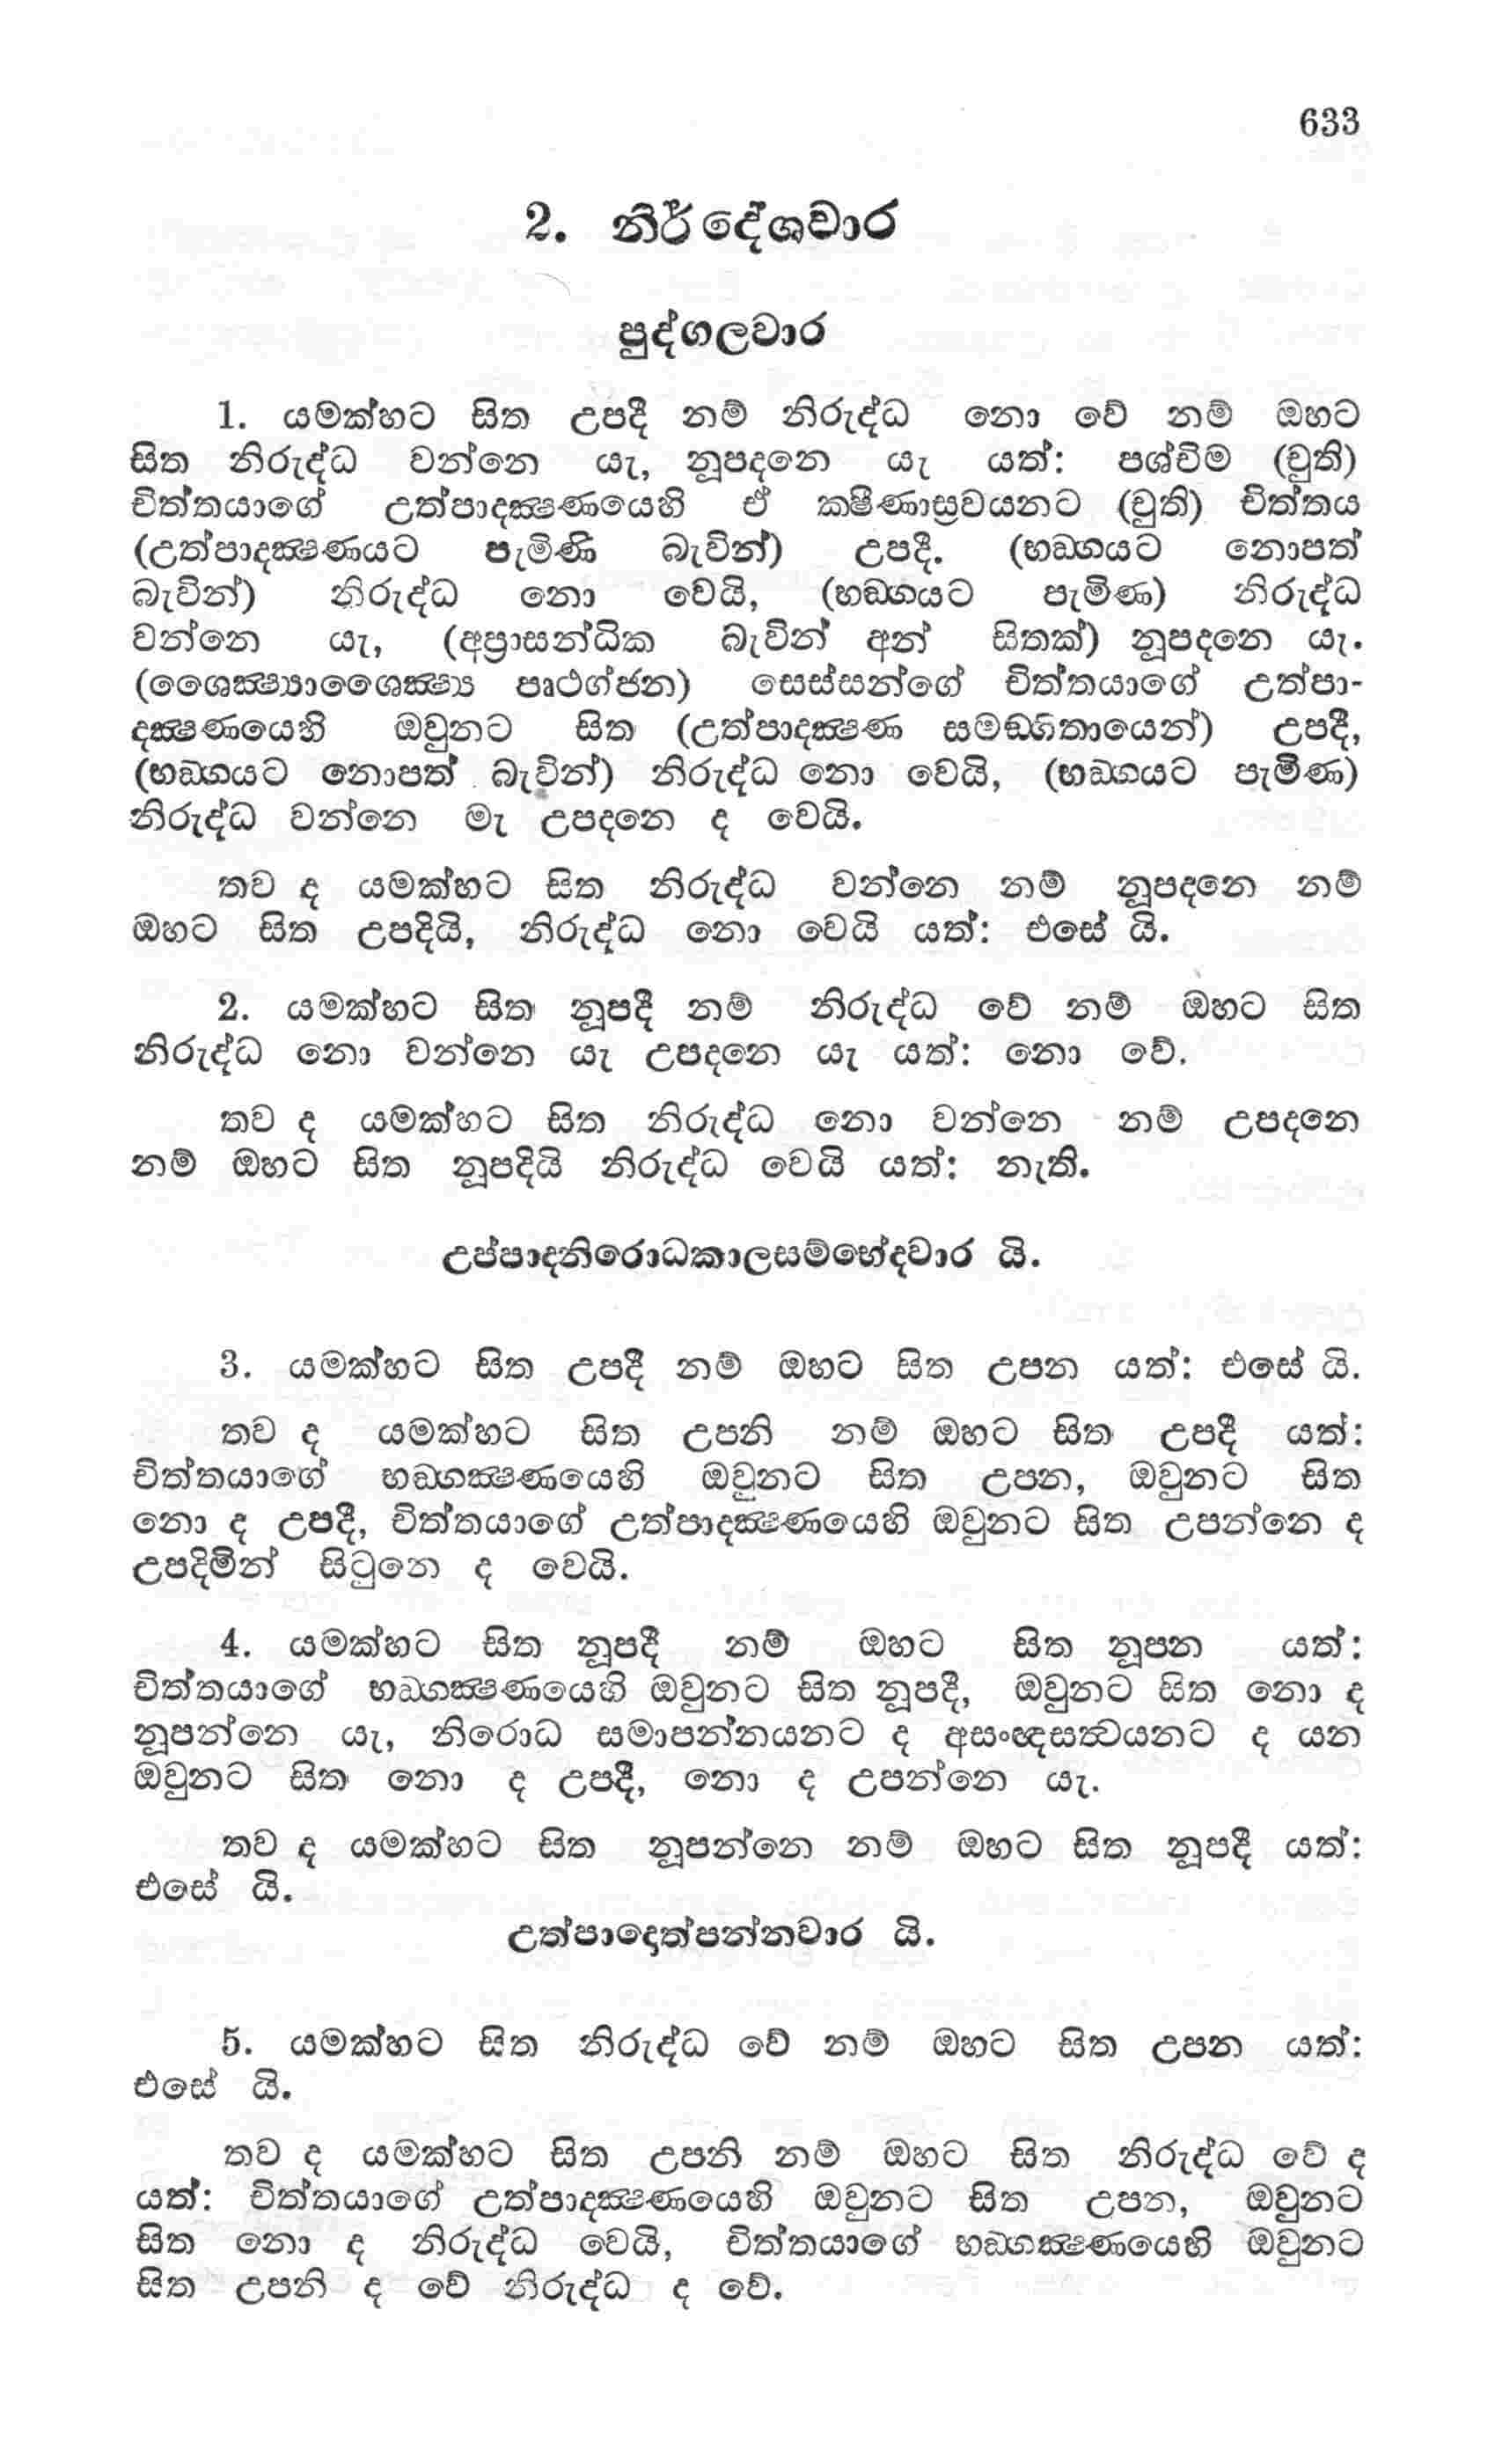 633
2. නිර්දේශවාර
පුද්ගලවාර
1. යමක්හට සිත උපදී නම් නිරුද්ධ නො වේ නම් ඔහට
සිත නිරුද්ධ වන්නෙ යැ, නූපදනෙ යැ යත්: පශ්චිම (චුති)
චිත්තයාගේ උත්පාදක්‍ෂණයෙහි ඒ ක‍ෂීණාස්‍රවයනට (චුති) චිත්තය
(උත්පාදක්‍ෂණයට පැමිණි බැවින්) උපදී. (භඞ්ගයට නොපත්
බැවින්) නිරුද්ධ නො වෙයි, (භඞ්ගයට පැමිණ) නිරුද්ධ
වන්නෙ යැ, (අප්‍රාසන්ධික බැවින් අන් සිතක්) නූපදනෙ යැ.
(ශෛක්‍ෂ්‍යාශෛක්‍ෂ්‍ය පෘථග්ජන) සෙස්සන්ගේ චිත්තයාගේ උත්පා-
දක්‍ෂණයෙහි ඔවුනට සිත (උත්පාදක්‍ෂණ සමඞ්ගිතායෙන්) උපදී,
(භඞ්ගයට නොපත් බැවින්) නිරුද්ධ නො වෙයි, (භඞ්ගයට පැමිණ)
නිරුද්ධ වන්නෙ මැ උපදනෙ ද වෙයි.
තව ද යමක්හට සිත නිරුද්ධ වන්නෙ නම් නූපදනෙ නම්
ඔහට සිත උපදියි, නිරුද්ධ නො වෙයි යත්: එසේ යි.
2. යමක්හට සිත නූපදී නම් නිරුද්ධ වේ නම් ඔහට සිත
නිරුද්ධ නො වන්නෙ යැ උපදනෙ යැ යත්: නො වේ.
තව ද යමක්හට සිත නිරුද්ධ නො වන්නෙ නම් උපදනෙ
නම් ඔහට සිත නූපදියි නිරුද්ධ වෙයි යත්: නැති.
උප්පාදනිරොධකාලසම්භේදවාර යි.
3. යමක්හට සිත උපදී නම් ඔහට සිත උපන යත්: එසේ යි.
තව ද යමක්හට සිත උපනි නම් ඔහට සිත උපදී යත්:
චිත්තයාගේ භඞ්ගක්‍ෂණයෙහි ඔවුනට සිත උපන, ඔවුනට සිත
නො ද උපදී, චිත්තයාගේ උත්පාදක්‍ෂණයෙහි ඔවුනට සිත උපන්නෙ ද
උපදිමින් සිටුනෙ ද වෙයි.
4. යමක්හට සිත නූපදී නම් ඔහට සිත නූපන යත්:
චිත්තයාගේ භඞ්ගක්‍ෂණයෙහි ඔවුනට සිත නූපදී, ඔවුනට සිත නො ද
නූපන්නෙ යැ, නිරොධ සමාපන්නයනට ද අසංඥසත්‍වයනට ද යන
ඔවුනට සිත නො ද උපදී, නො ද උපන්නෙ යැ.
තව ද යමක්හට සිත නූපන්නෙ නම් ඔහට සිත නූපදී යත්:
එසේ යි.
උත්පාදොත්පන්නවාර යි.
5. යමක්හට සිත නිරුද්ධ වේ නම් ඔහට සිත උපන යත්:
එසේ යි.
තව ද යමක්හට සිත උපනි නම් ඔහට සිත නිරුද්ධ වේ ද
යත්: චිත්තයාගේ උත්පාදක්‍ෂණයෙහි ඔවුනට සිත උපන, ඔවුනට
සිත නො ද නිරුද්ධ වෙයි, චිත්තයාගේ භඞ්ගක්‍ෂණයෙහි ඔවුනට
සිත උපනි ද වේ නිරුද්ධ ද වේ.